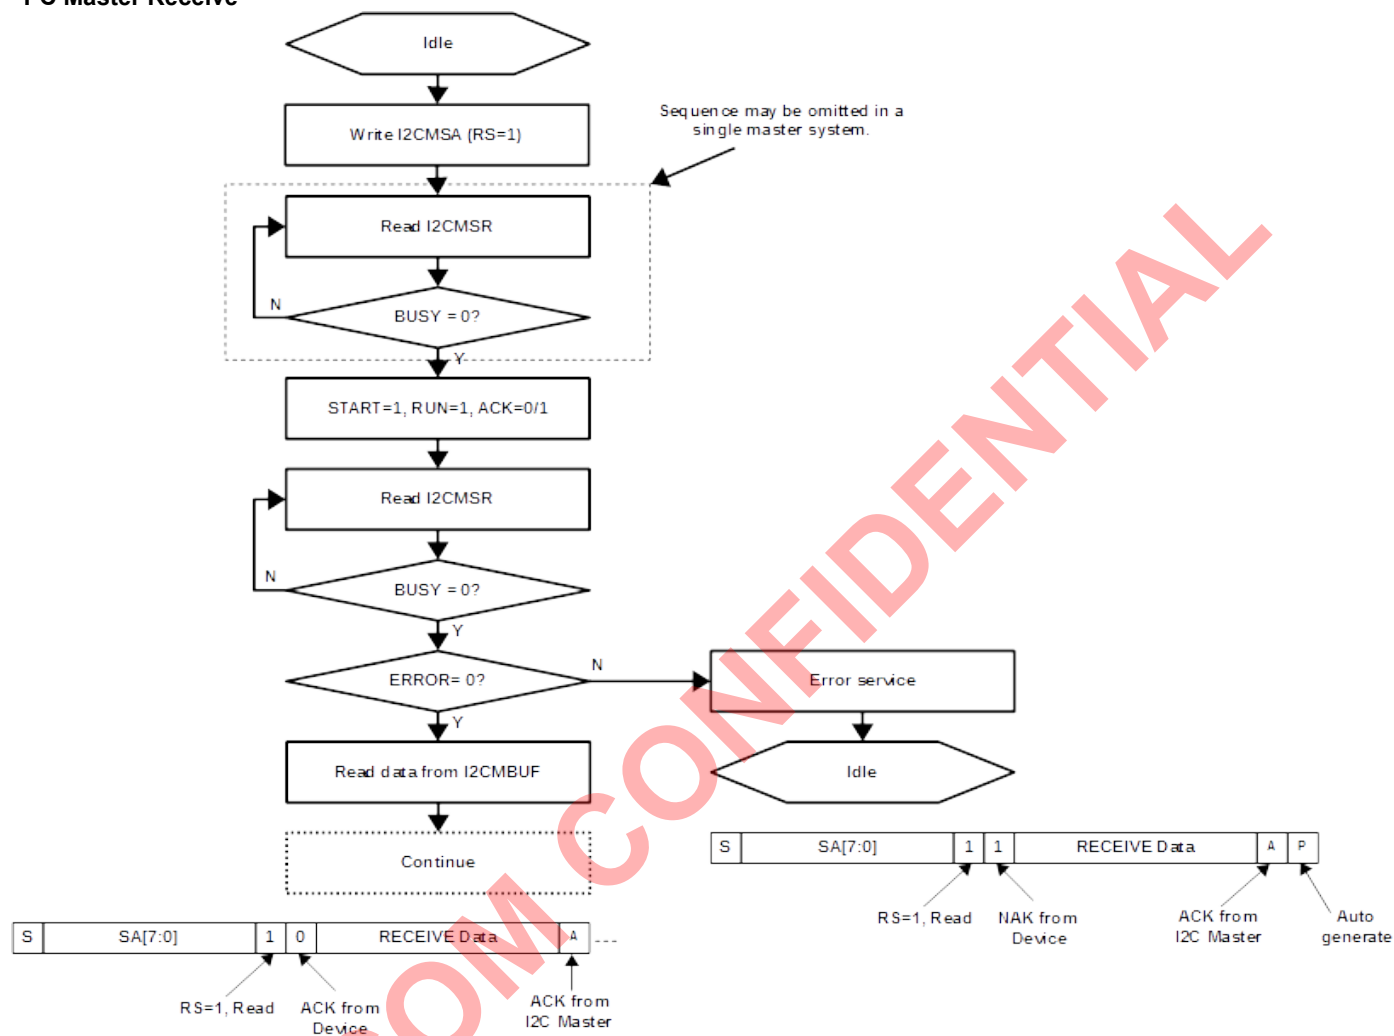 Master Receive
Idle
Write I2CMSA (RS=1)
Sequence may be omitted in a
single master system.
Read I2CMSR
N
BUSY = 0?
Y
START=1, RUN=1, ACK=0/1
Read I2CMSR
N
BUSY = 0?
Y
ERROR= 0?
N
Error service
Y
Read data from I2CMBUF
Idle
Continue
S SA[7:0] 1 1 RECEIVE Data A P
RS=1, Read
NAK from
Device
ACK from
I2C Master
Auto
generate
S SA[7:0] 1 0 RECEIVE Data A
RS=1, Read
ACK from
Device
ACK from
I2C Master
CONFIDENTIAL